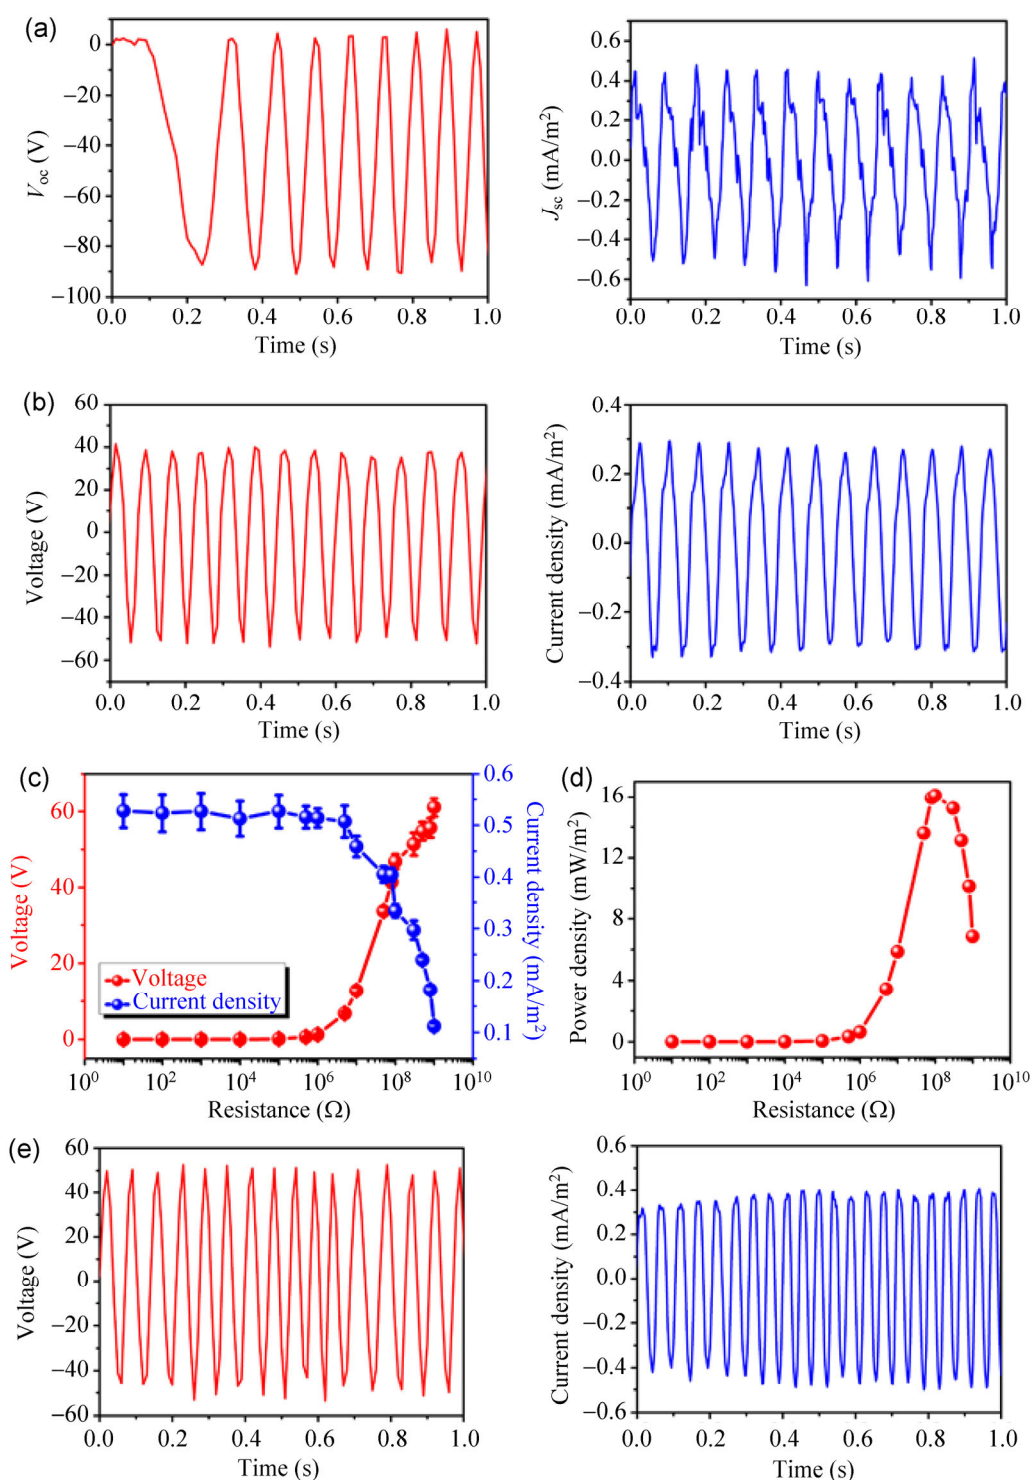 (a)
0
−20
−40
−60
−80
−100
V_oc (V)
0.0 0.2 0.4 0.6 0.8 1.0
Time (s)
0.6
0.4
0.2
0.0
−0.2
−0.4
−0.6
J_sc (mA/m²)
0.0 0.2 0.4 0.6 0.8 1.0
Time (s)
(b)
60
40
20
0
−20
−40
−60
Voltage (V)
0.0 0.2 0.4 0.6 0.8 1.0
Time (s)
0.4
0.2
0.0
−0.2
−0.4
Current density (mA/m²)
0.0 0.2 0.4 0.6 0.8 1.0
Time (s)
(c)
60
40
20
0
Voltage (V)
Voltage
Current density
0.6
0.5
0.4
0.3
0.2
0.1
Current density (mA/m²)
10⁰ 10² 10⁴ 10⁶ 10⁸ 10¹⁰
Resistance (Ω)
(d)
16
12
8
4
0
Power density (mW/m²)
10⁰ 10² 10⁴ 10⁶ 10⁸ 10¹⁰
Resistance (Ω)
(e)
60
40
20
0
−20
−40
−60
Voltage (V)
0.0 0.2 0.4 0.6 0.8 1.0
Time (s)
0.6
0.4
0.2
0.0
−0.2
−0.4
−0.6
Current density (mA/m²)
0.0 0.2 0.4 0.6 0.8 1.0
Time (s)